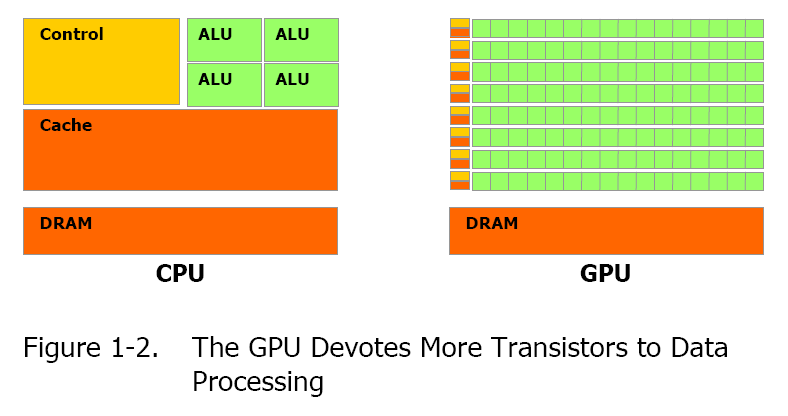 Control
ALU
ALU
ALU
ALU
Cache
DRAM
CPU
DRAM
GPU
Figure 1-2. The GPU Devotes More Transistors to Data
Processing